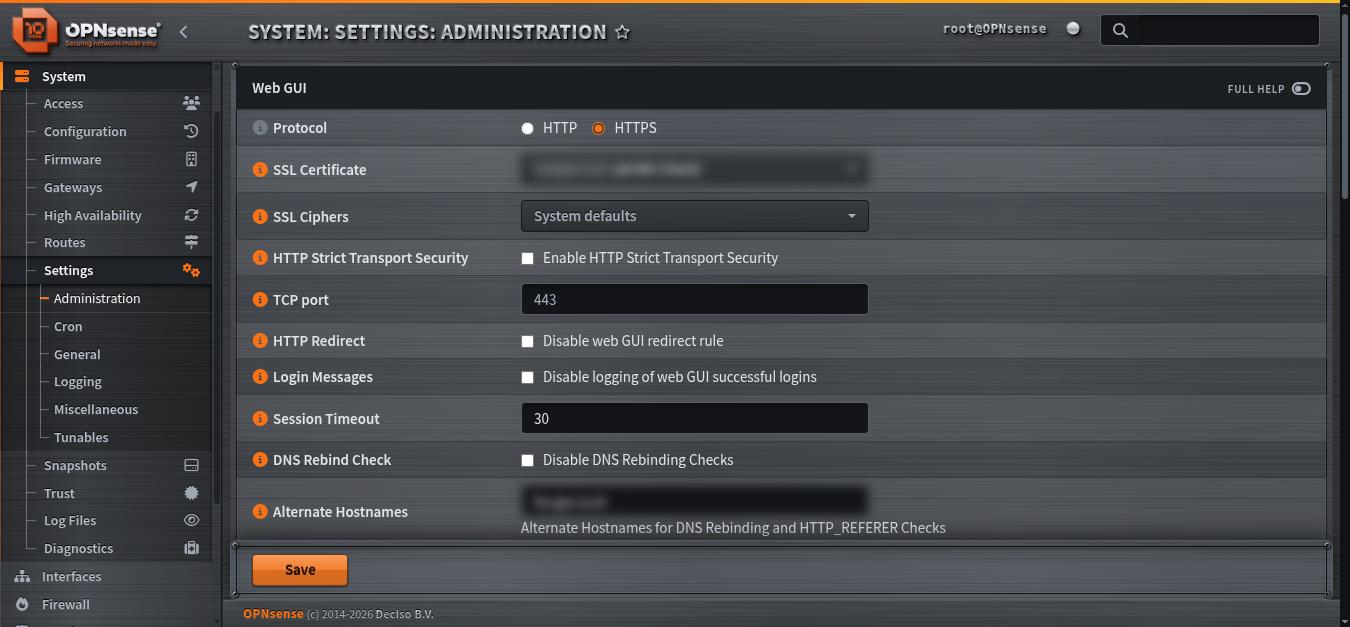 OPNsense®
Securing networks made easy
SYSTEM: SETTINGS: ADMINISTRATION
root@OPNsense
System
Access
Configuration
Firmware
Gateways
High Availability
Routes
Settings
Administration
Cron
General
Logging
Miscellaneous
Tunables
Snapshots
Trust
Log Files
Diagnostics
Interfaces
Firewall
Web GUI
FULL HELP
Protocol HTTP HTTPS
SSL Certificate
SSL Ciphers System defaults
HTTP Strict Transport Security Enable HTTP Strict Transport Security
TCP port 443
HTTP Redirect Disable web GUI redirect rule
Login Messages Disable logging of web GUI successful logins
Session Timeout 30
DNS Rebind Check Disable DNS Rebinding Checks
Alternate Hostnames
Alternate Hostnames for DNS Rebinding and HTTP_REFERER Checks
Save
OPNsense (c) 2014-2026 Deciso B.V.